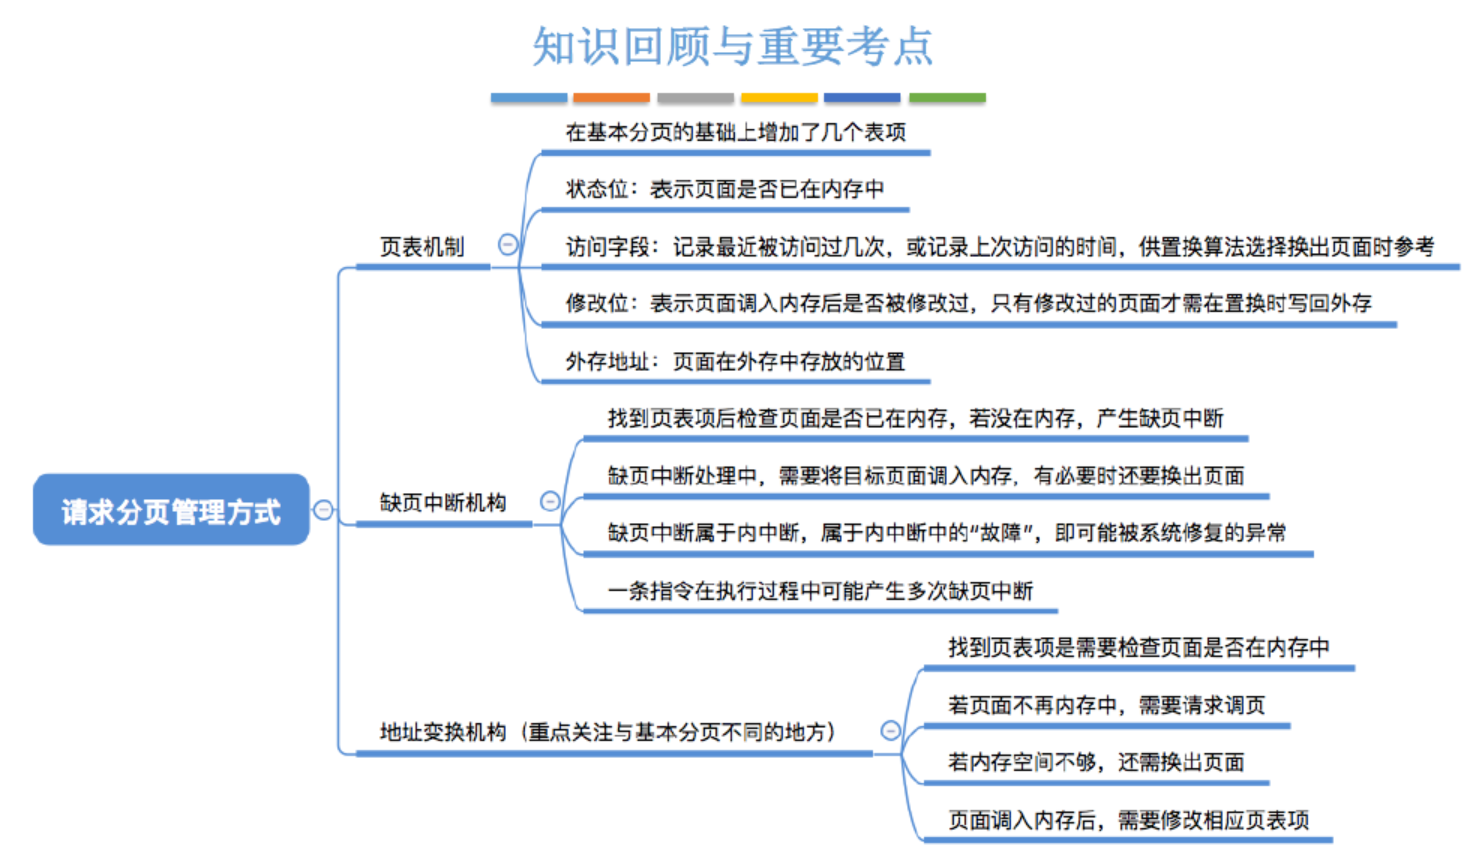 知识回顾与重要考点
在基本分页的基础上增加了几个表项
状态位：表示页面是否已在内存中
页表机制
访问字段：记录最近被访问过几次，或记录上次访问的时间，供置换算法选择换出页面时参考
修改位：表示页面调入内存后是否被修改过，只有修改过的页面才需在置换时写回外存
外存地址：页面在外存中存放的位置
找到页表项后检查页面是否已在内存，若没在内存，产生缺页中断
缺页中断处理中，需要将目标页面调入内存，有必要时还要换出页面
请求分页管理方式
缺页中断机构
缺页中断属于内中断，属于内中断中的“故障”，即可能被系统修复的异常
一条指令在执行过程中可能产生多次缺页中断
找到页表项是需要检查页面是否在内存中
若页面不再内存中，需要请求调页
地址变换机构（重点关注与基本分页不同的地方）
若内存空间不够，还需换出页面
页面调入内存后，需要修改相应页表项